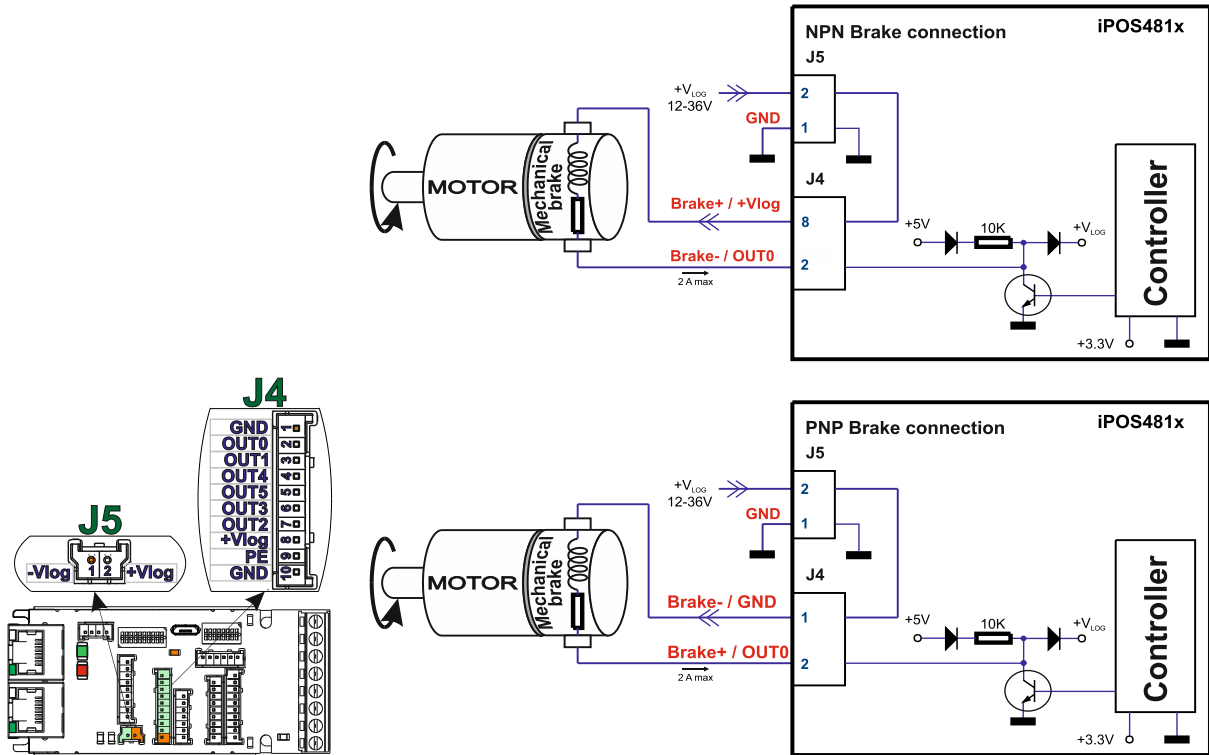 NPN Brake connection
iPOS481x
J5
+VLOG
12-36V
2
GND
1
J4
MOTOR
Mechanical
brake
Brake+ / +Vlog
8
Brake- / OUT0
2
2 A max
+5V
10K
+VLOG
Controller
+3.3V
PNP Brake connection
iPOS481x
J5
+VLOG
12-36V
2
GND
1
J4
MOTOR
Mechanical
brake
Brake- / GND
1
Brake+ / OUT0
2
2 A max
+5V
10K
+VLOG
Controller
+3.3V
J4
GND 1
OUT0 2
OUT1 3
OUT4 4
OUT5 5
OUT3 6
OUT2 7
+Vlog 8
PE 9
GND 10
J5
-Vlog 1 2 +Vlog